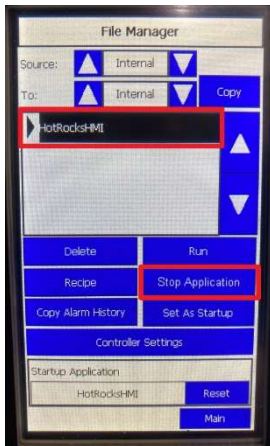 File Manager
Source: Internal
To: Internal Copy
HotRocksHMI
Delete Run
Recipe Stop Application
Copy Alarm History Set As Startup
Controller Settings
Startup Application
HotRocksHMI Reset
Main